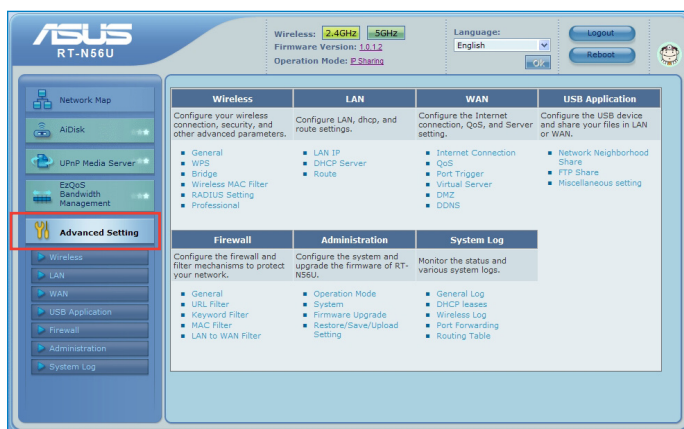 ASUS
RT-N56U
Wireless: 2.4GHz 5GHz
Firmware Version: 1.0.1.2
Operation Mode: IP Sharing
Language:
English
Ok
Logout
Reboot
Network Map
AiDisk
UPnP Media Server
EzQoS
Bandwidth
Management
Advanced Setting
Wireless
LAN
WAN
USB Application
Firewall
Administration
System Log
Wireless
Configure your wireless
connection, security, and
other advanced parameters.
General
WPS
Bridge
Wireless MAC Filter
RADIUS Setting
Professional
LAN
Configure LAN, dhcp, and
route settings.
LAN IP
DHCP Server
Route
WAN
Configure the Internet
connection, QoS, and Server
setting.
Internet Connection
QoS
Port Trigger
Virtual Server
DMZ
DDNS
USB Application
Configure the USB device
and share your files in LAN
or WAN.
Network Neighborhood
Share
FTP Share
Miscellaneous setting
Firewall
Configure the firewall and
filter mechanisms to protect
your network.
General
URL Filter
Keyword Filter
MAC Filter
LAN to WAN Filter
Administration
Configure the system and
upgrade the firmware of RT-
N56U.
Operation Mode
System
Firmware Upgrade
Restore/Save/Upload
Setting
System Log
Monitor the status and
various system logs.
General Log
DHCP leases
Wireless Log
Port Forwarding
Routing Table